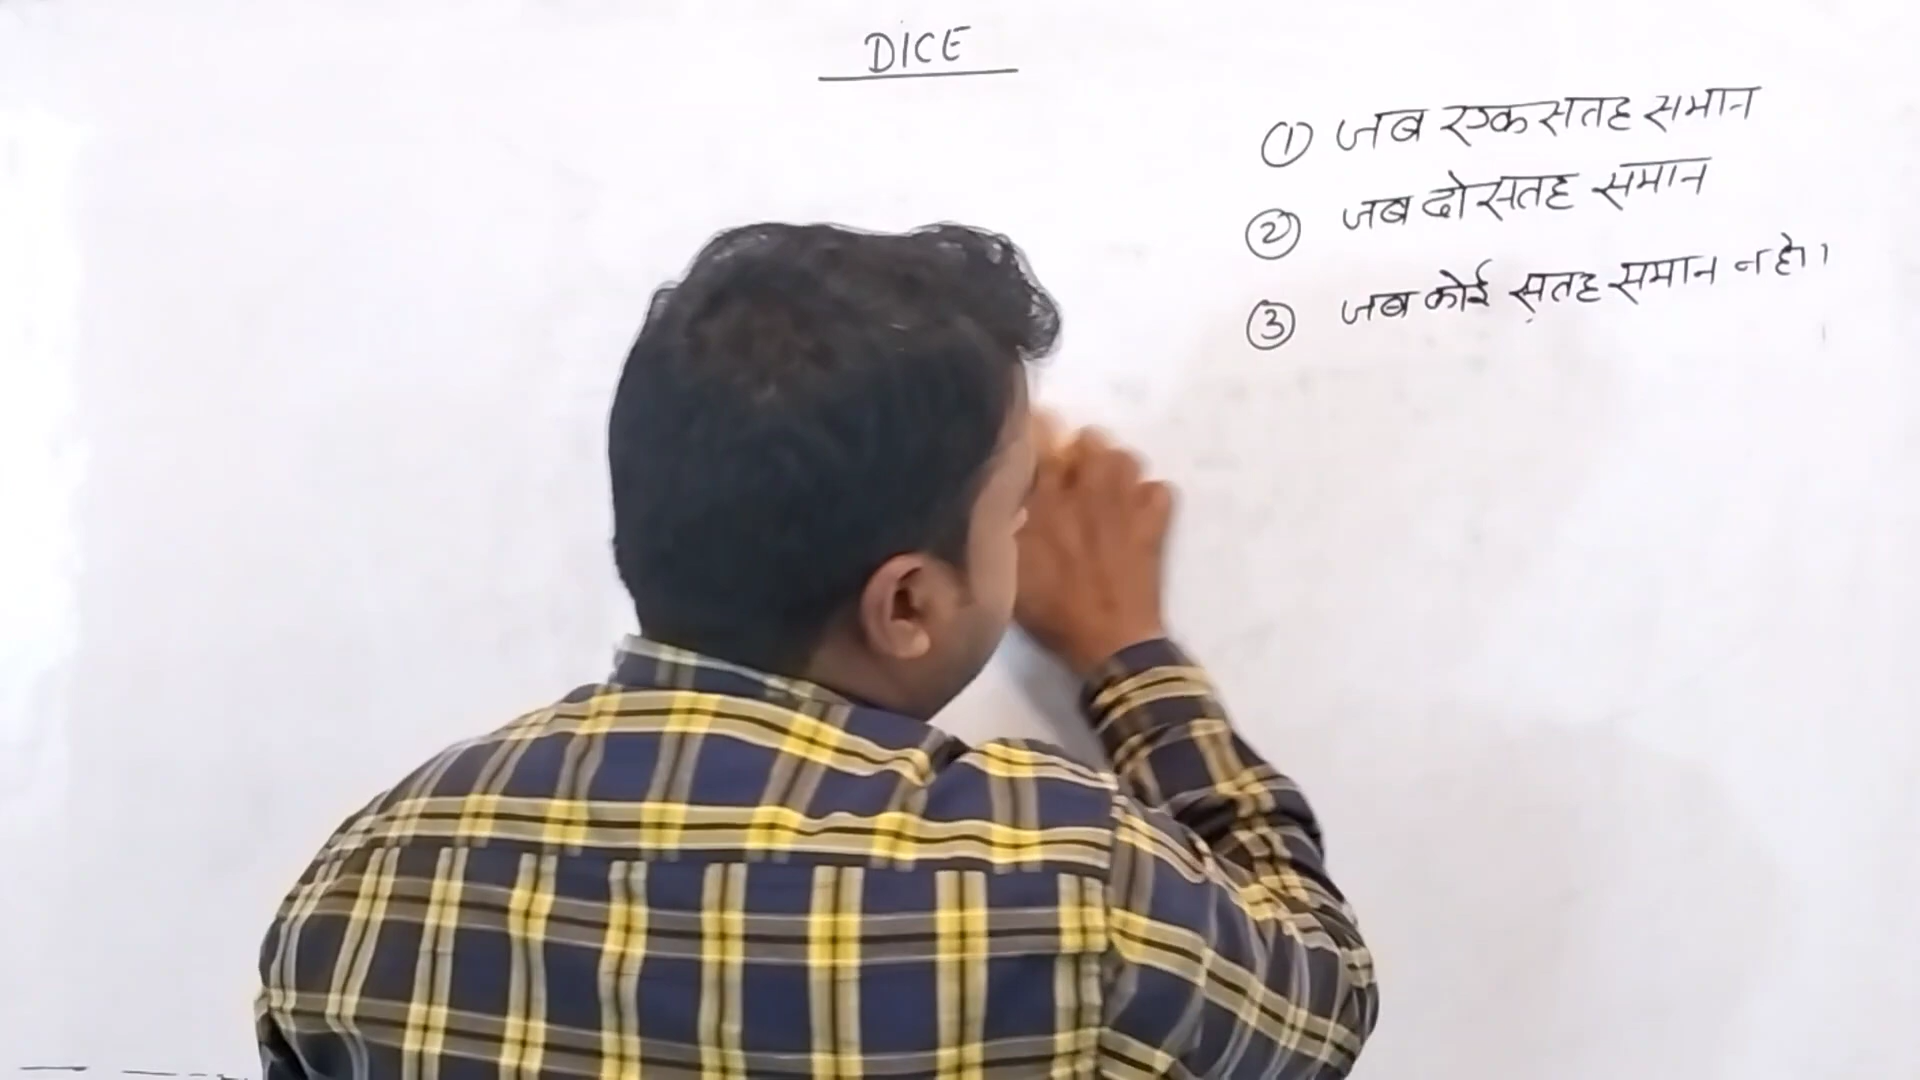 DICE
① जब एक सतह समान
② जब दो सतह समान
③ जब कोई सतह समान न हो।